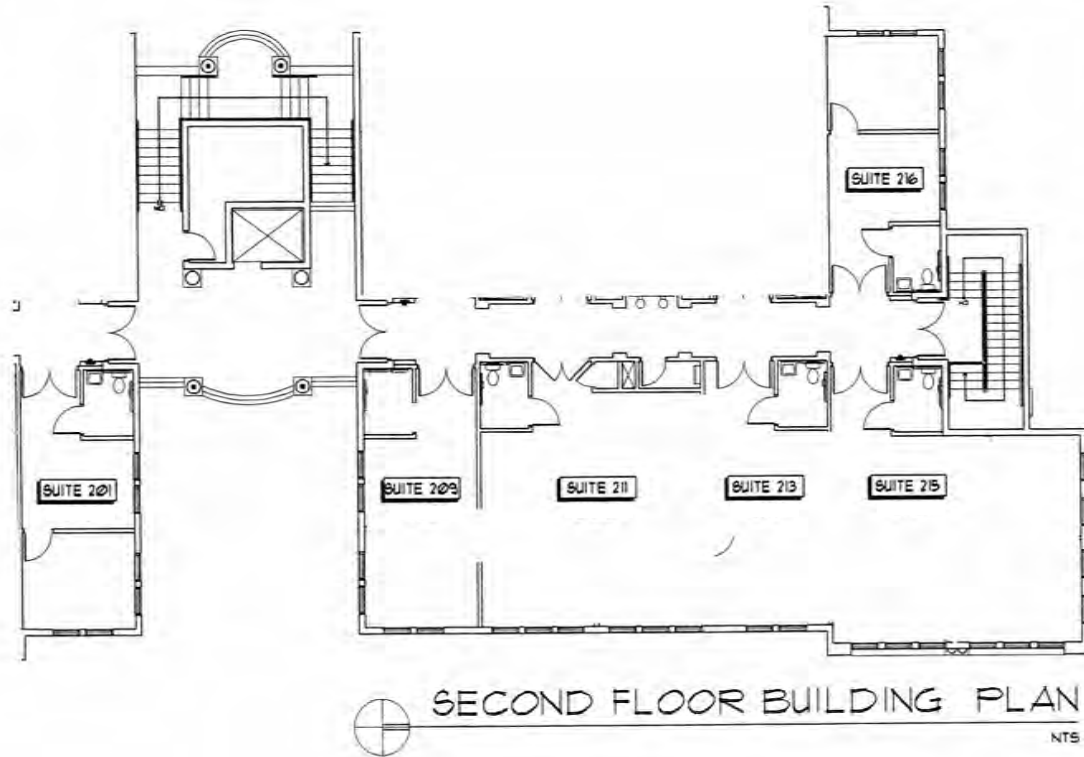 SUITE 216
SUITE 201
SUITE 209
SUITE 211
SUITE 213
SUITE 215
SECOND FLOOR BUILDING PLAN
NTS